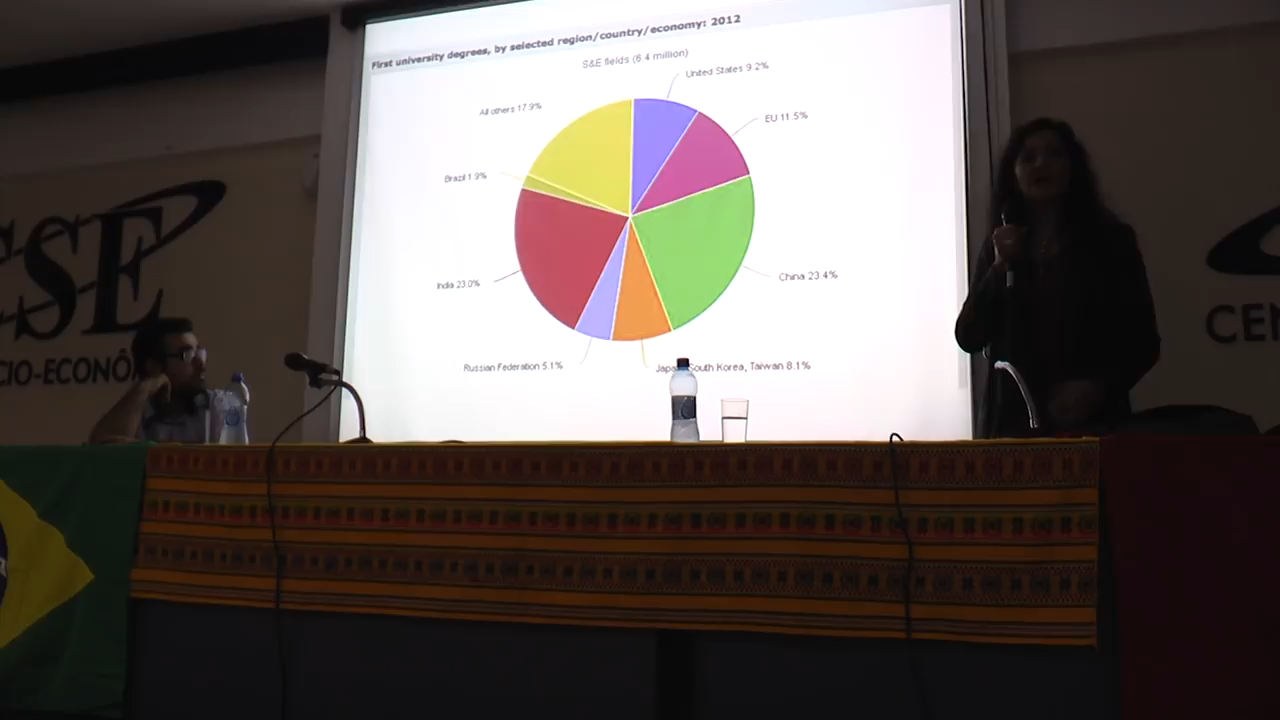 First university degrees, by selected region/country/economy: 2012
S&E fields (6.4 million)
United States 9.2%
All others 17.9%
EU 11.5%
Brazil 1.9%
China 23.4%
India 23.0%
Russian Federation 5.1%
South Korea, Taiwan 8.1%
CSE
CIO-ECONÔ
CEN